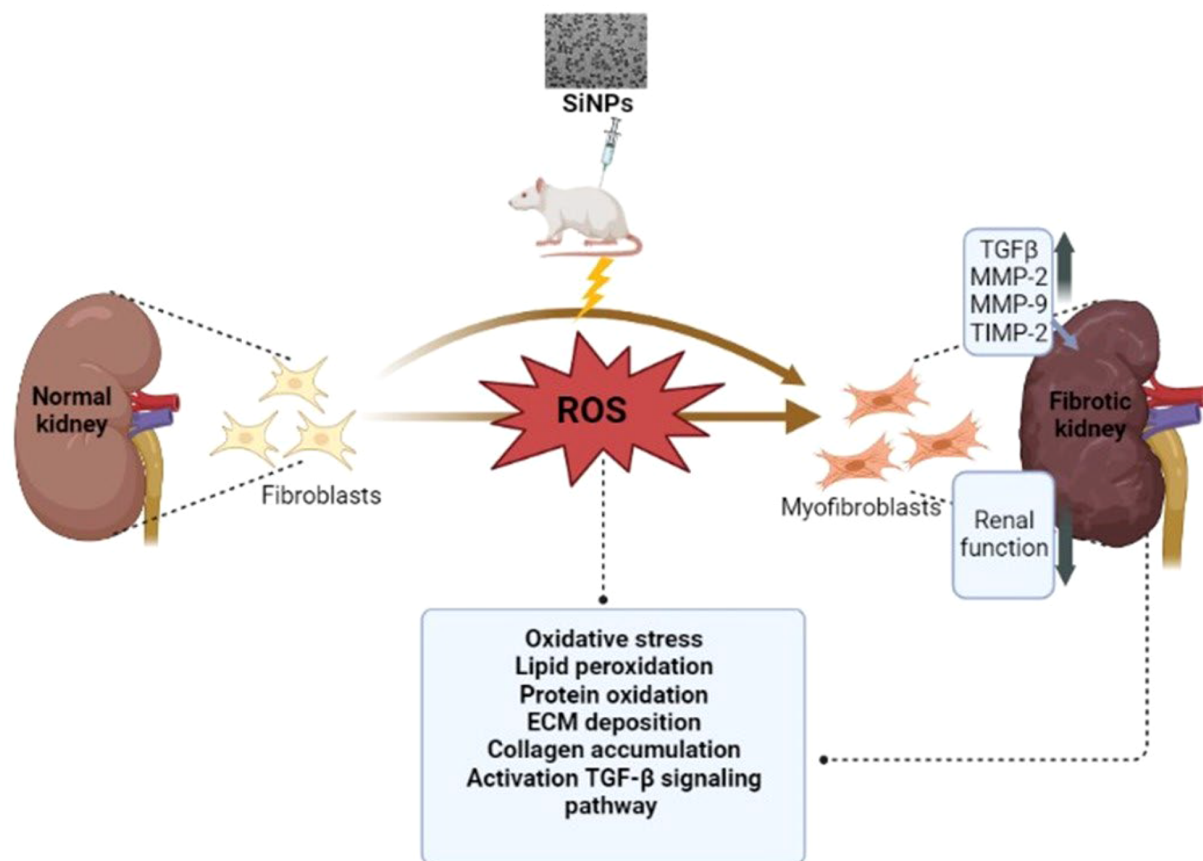 SiNPs
TGFβ
MMP-2
MMP-9
TIMP-2
Normal
kidney
ROS
Fibrotic
kidney
Fibroblasts
Myofibroblasts
Renal
function
Oxidative stress
Lipid peroxidation
Protein oxidation
ECM deposition
Collagen accumulation
Activation TGF-β signaling
pathway